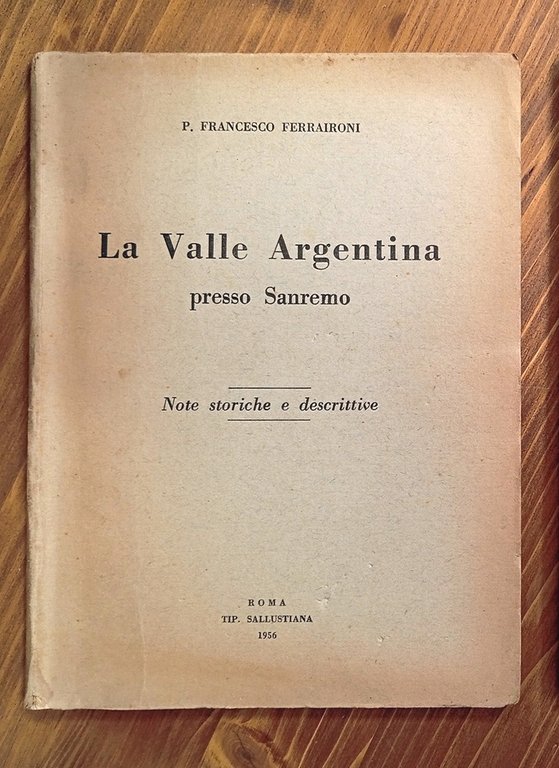 P. FRANCESCO FERRAIRONI
La Valle Argentina
presso Sanremo
Note storiche e descrittive
ROMA
TIP. SALLUSTIANA
1956